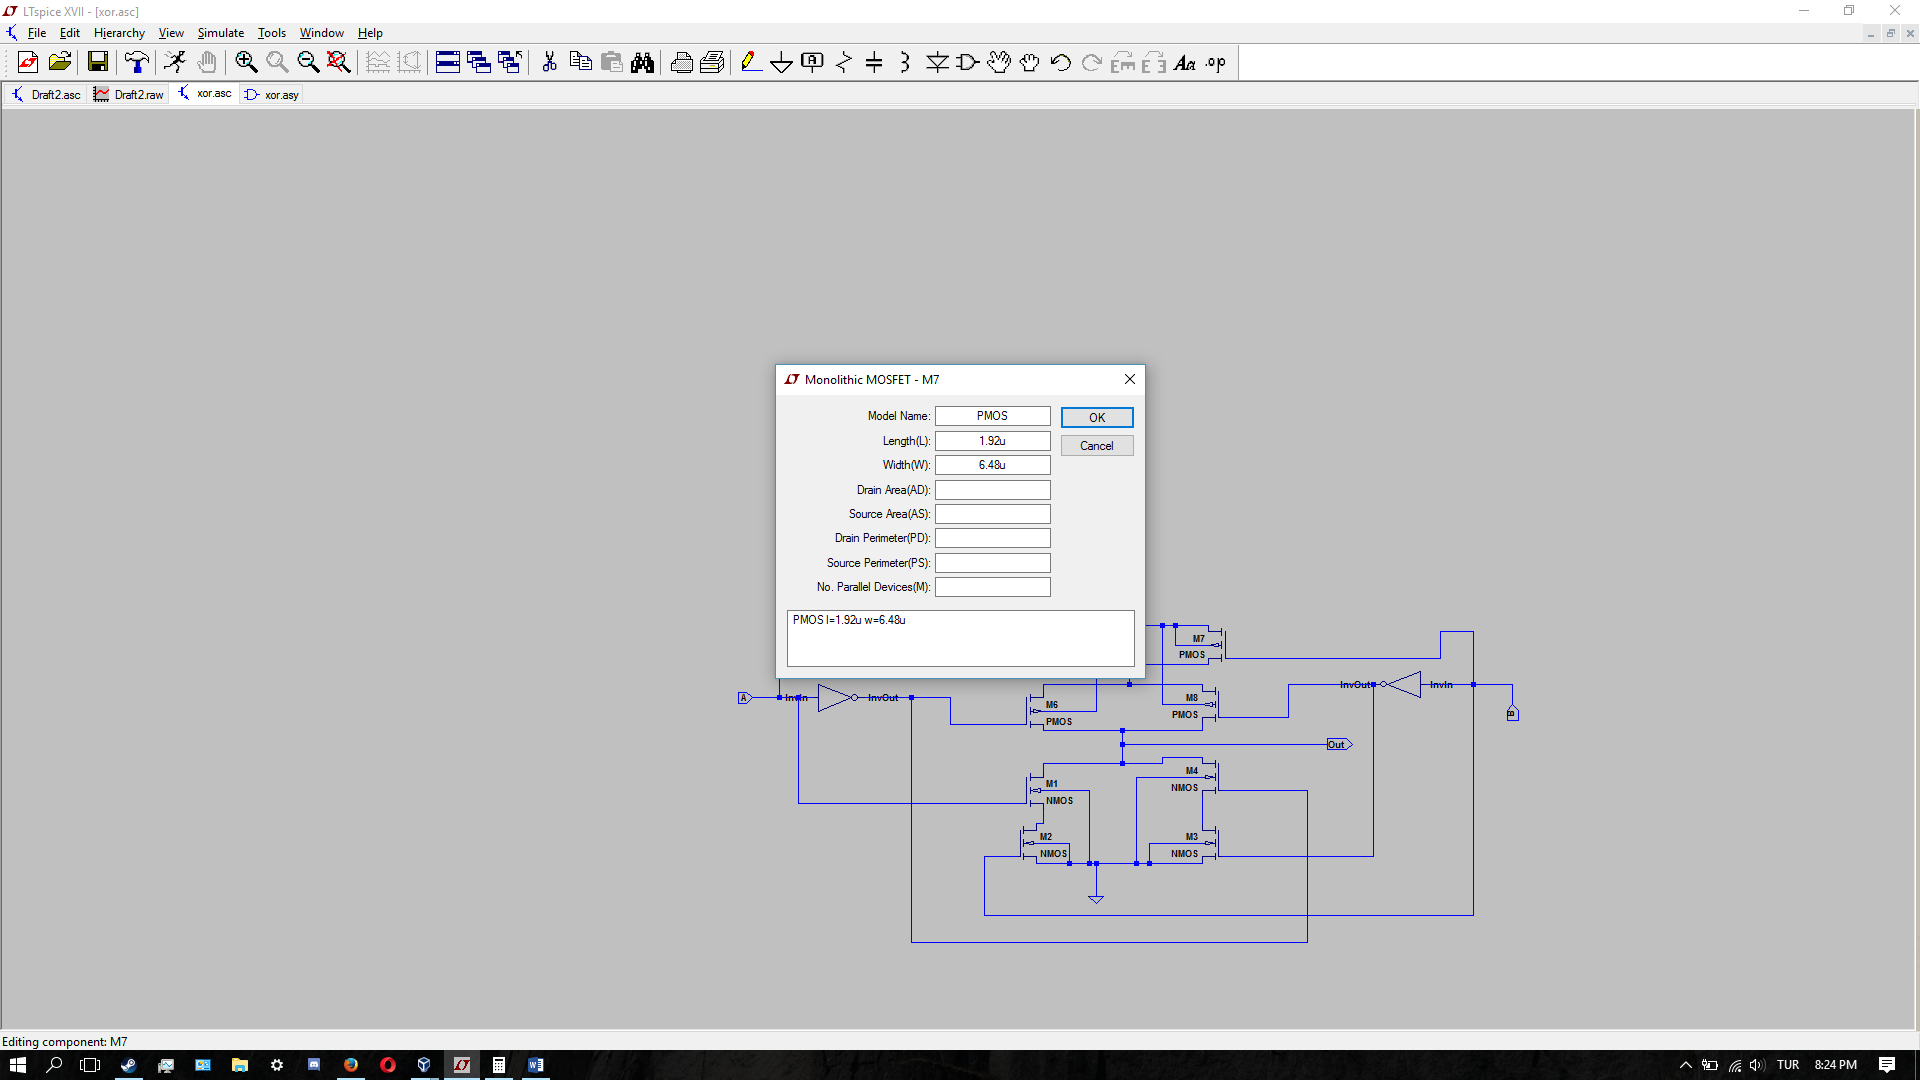 LTspice XVII - [xor.asc]
File Edit Hierarchy View Simulate Tools Window Help
Draft2.asc Draft2.raw xor.asc xor.asy
Monolithic MOSFET - M7
Model Name: PMOS OK
Length(L): 1.92u
Cancel
Width(W): 6.48u
Drain Area(AD):
Source Area(AS):
Drain Perimeter(PD):
Source Perimeter(PS):
No. Parallel Devices(M):
PMOS l=1.92u w=6.48u
M7
PMOS
A InvIn InvOut
M6
PMOS
M8
PMOS
InvOut InvIn
B
Out
M1
NMOS
M4
NMOS
M2
NMOS
M3
NMOS
Editing component: M7
TUR 8:24 PM